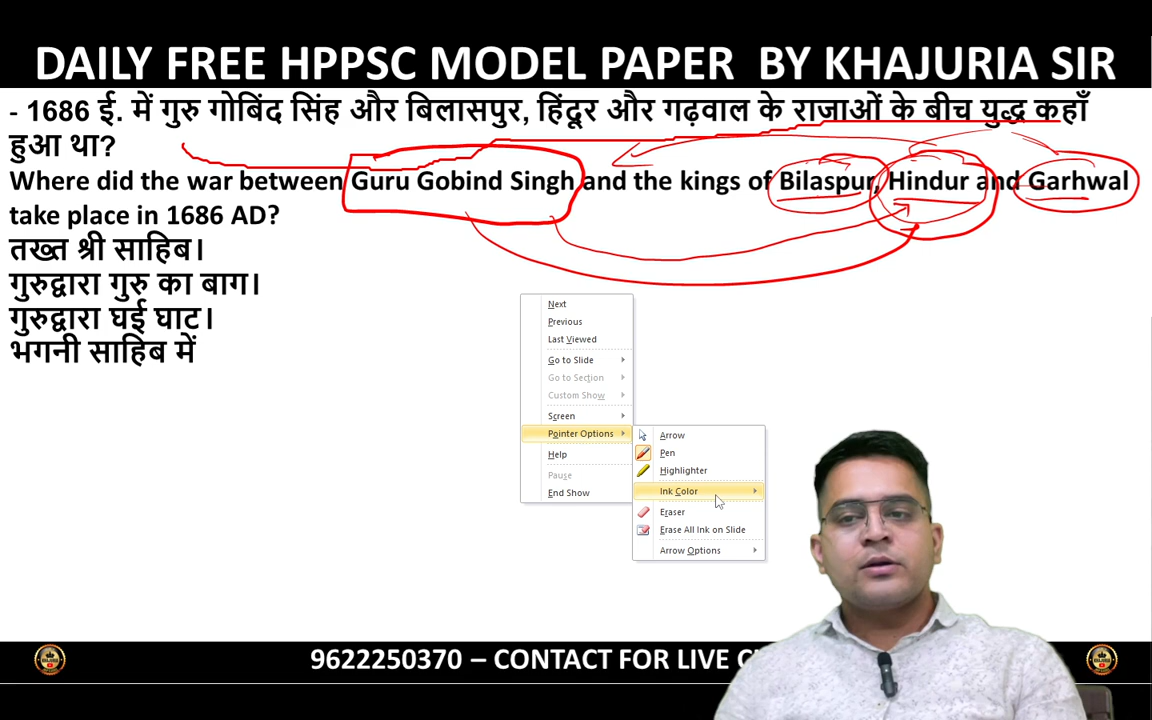 DAILY FREE HPPSC MODEL PAPER BY KHAJURIA SIR
- 1686 ई. में गुरु गोबिंद सिंह और बिलासपुर, हिंदूर और गढ़वाल के राजाओं के बीच युद्ध कहाँ
हुआ था?
Where did the war between Guru Gobind Singh and the kings of Bilaspur, Hindur and Garhwal
take place in 1686 AD?
तख्त श्री साहिब।
गुरुद्वारा गुरु का बाग।
गुरुद्वारा घई घाट।
भगनी साहिब में
Next
Previous
Last Viewed
Go to Slide
Go to Section
Custom Show
Screen
Pointer Options
Help
Pause
End Show
Arrow
Pen
Highlighter
Ink Color
Eraser
Erase All Ink on Slide
Arrow Options
9622250370 – CONTACT FOR LIVE